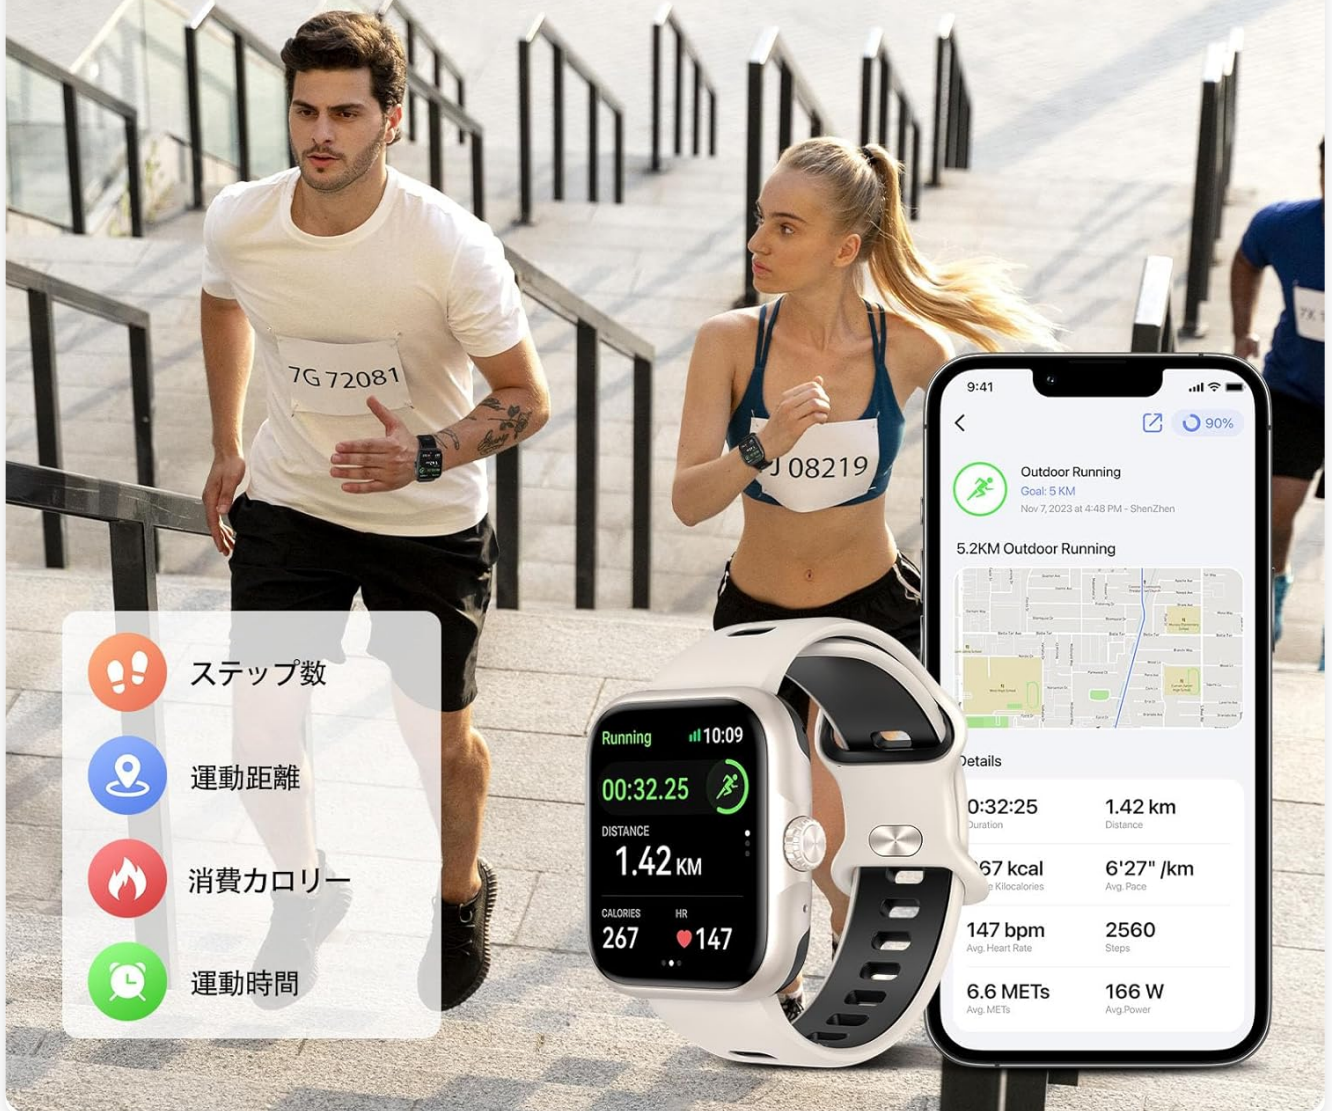 7G 72081
J 08219
9:41
90%
Outdoor Running
Goal: 5 KM
Nov 7, 2023 at 4:48 PM - ShenZhen
5.2KM Outdoor Running
Details
0:32:25
Duration
1.42 km
Distance
67 kcal
Kilocalories
6'27" /km
Avg. Pace
147 bpm
Avg. Heart Rate
2560
Steps
6.6 METs
Avg. METs
166 W
Avg.Power
Running
10:09
00:32.25
DISTANCE
1.42 KM
CALORIES
HR
267
147
ステップ数
運動距離
消費カロリー
運動時間